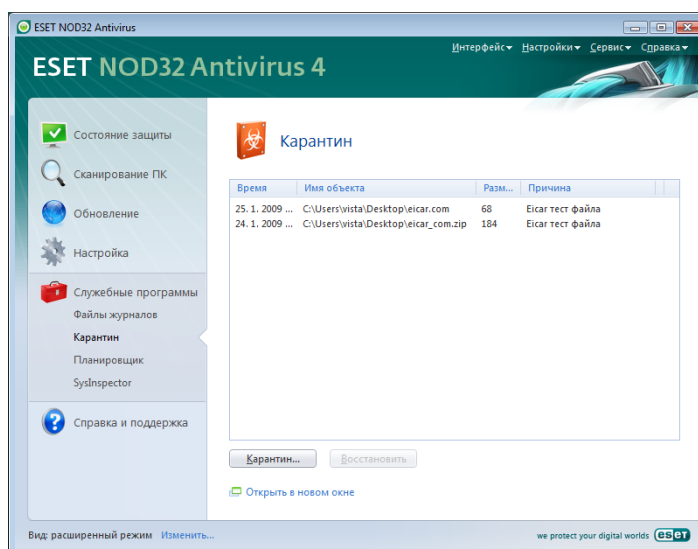 ESET NOD32 Antivirus
Интерфейс Настройки Сервис Справка
ESET NOD32 Antivirus 4
Состояние защиты
Сканирование ПК
Обновление
Настройка
Служебные программы
Файлы журналов
Карантин
Планировщик
SysInspector
Справка и поддержка
Карантин
Время Имя объекта Разм... Причина
25. 1. 2009 ... C:\Users\vista\Desktop\eicar.com 68 Eicar тест файла
24. 1. 2009 ... C:\Users\vista\Desktop\eicar_com.zip 184 Eicar тест файла
Карантин... Восстановить
Открыть в новом окне
Вид: расширенный режим Изменить...
we protect your digital worlds eset